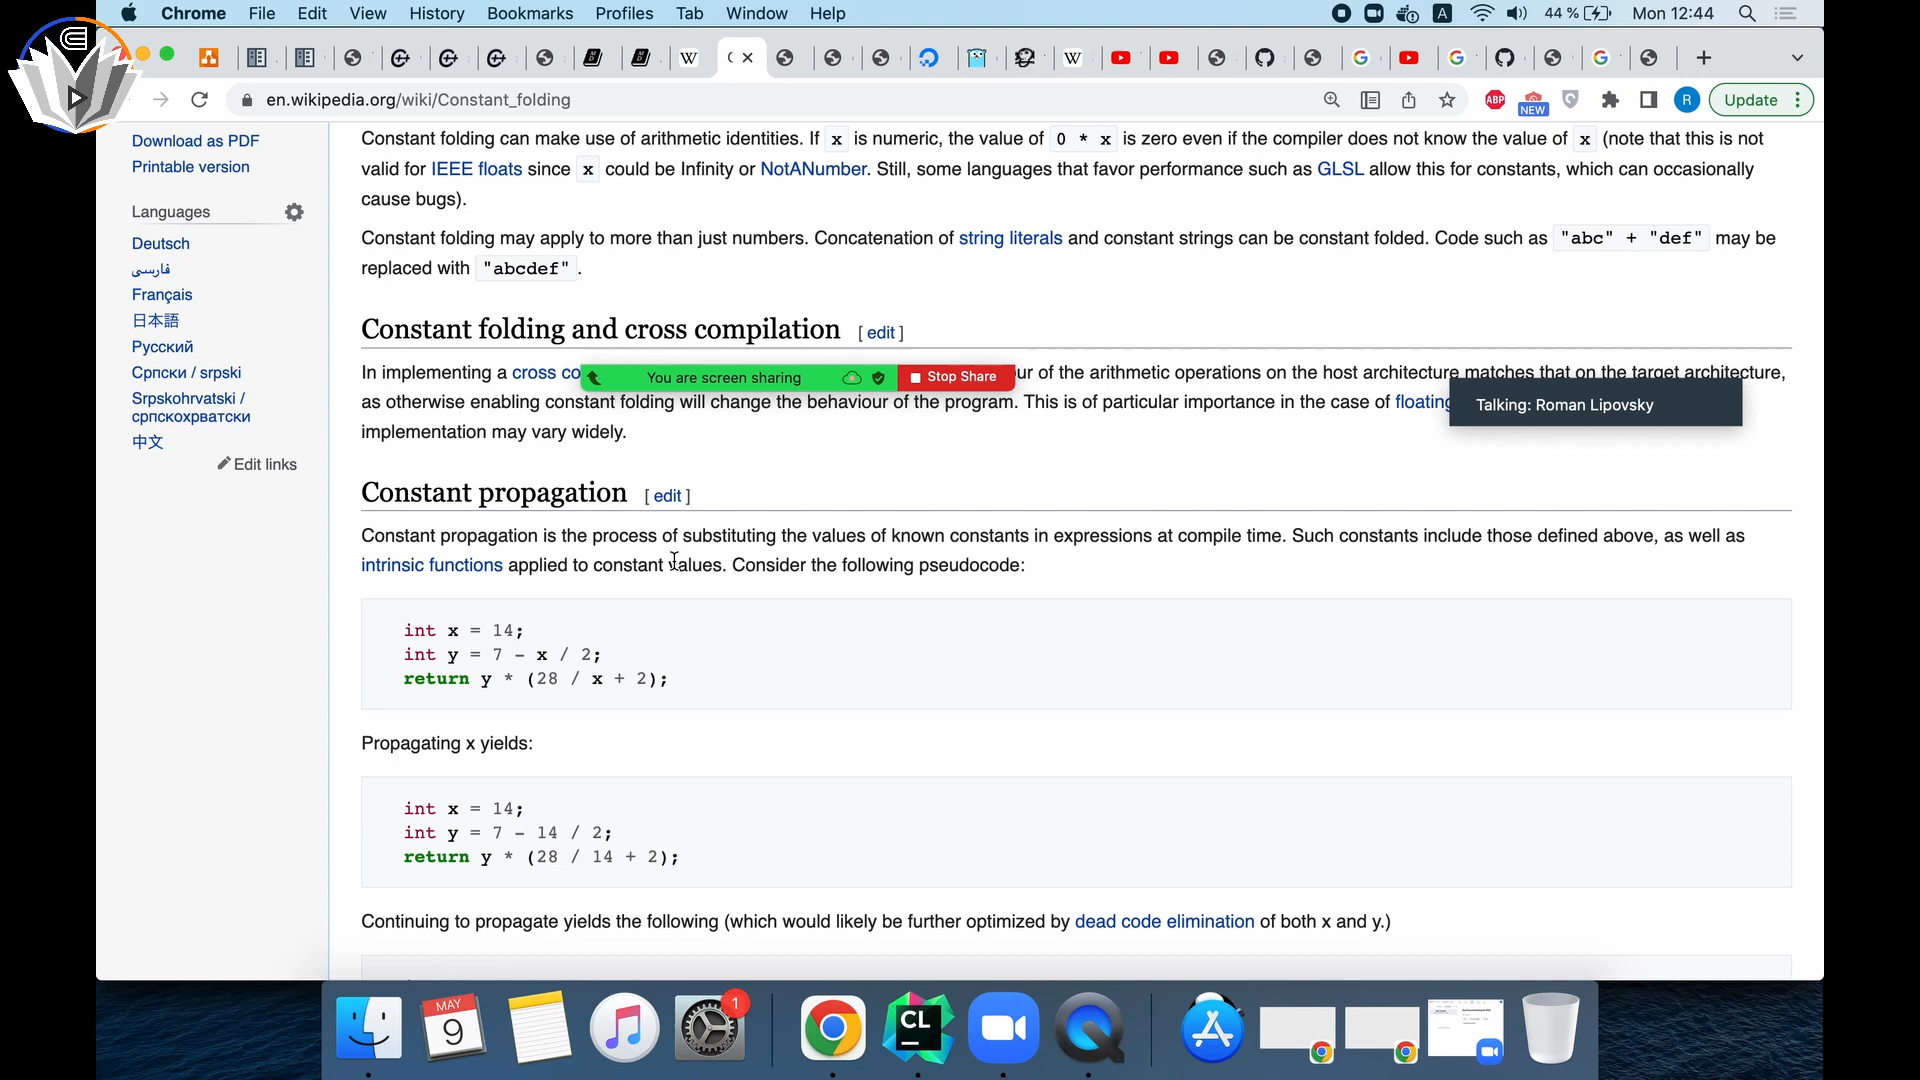 Chrome File Edit View History Bookmarks Profiles Tab Window Help A 44 % Mon 12:44
en.wikipedia.org/wiki/Constant_folding ABP NEW R Update
Download as PDF
Printable version
Languages
Deutsch
فارسی
Français
日本語
Русский
Српски / srpski
Srpskohrvatski /
српскохрватски
中文
Edit links
Constant folding can make use of arithmetic identities. If x is numeric, the value of 0 * x is zero even if the compiler does not know the value of x (note that this is not
valid for IEEE floats since x could be Infinity or NotANumber. Still, some languages that favor performance such as GLSL allow this for constants, which can occasionally
cause bugs).
Constant folding may apply to more than just numbers. Concatenation of string literals and constant strings can be constant folded. Code such as "abc" + "def" may be
replaced with "abcdef" .
Constant folding and cross compilation [ edit ]
In implementing a cross co You are screen sharing Stop Share ur of the arithmetic operations on the host architecture matches that on the target architecture,
as otherwise enabling constant folding will change the behaviour of the program. This is of particular importance in the case of floating Talking: Roman Lipovsky
implementation may vary widely.
Constant propagation [ edit ]
Constant propagation is the process of substituting the values of known constants in expressions at compile time. Such constants include those defined above, as well as
intrinsic functions applied to constant values. Consider the following pseudocode:
int x = 14;
int y = 7 - x / 2;
return y * (28 / x + 2);
Propagating x yields:
int x = 14;
int y = 7 - 14 / 2;
return y * (28 / 14 + 2);
Continuing to propagate yields the following (which would likely be further optimized by dead code elimination of both x and y.)
MAY
9
1
CL